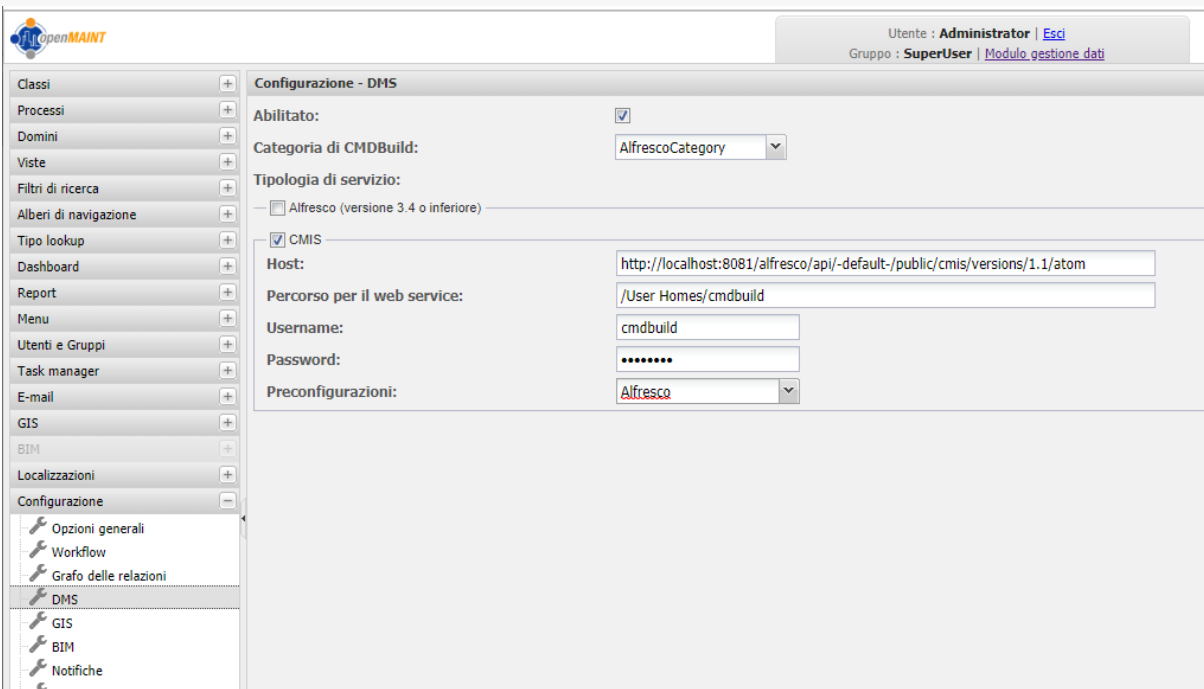 openMAINT
Utente : Administrator | Esci
Gruppo : SuperUser | Modulo gestione dati
Classi
Processi
Domini
Viste
Filtri di ricerca
Alberi di navigazione
Tipo lookup
Dashboard
Report
Menu
Utenti e Gruppi
Task manager
E-mail
GIS
BIM
Localizzazioni
Configurazione
Opzioni generali
Workflow
Grafo delle relazioni
DMS
GIS
BIM
Notifiche
Configurazione - DMS
Abilitato:
Categoria di CMDBuild: AlfrescoCategory
Tipologia di servizio:
Alfresco (versione 3.4 o inferiore)
CMIS
Host: http://localhost:8081/alfresco/api/-default-/public/cmis/versions/1.1/atom
Percorso per il web service: /User Homes/cmdbuild
Username: cmdbuild
Password: ••••••••
Preconfigurazioni: Alfresco